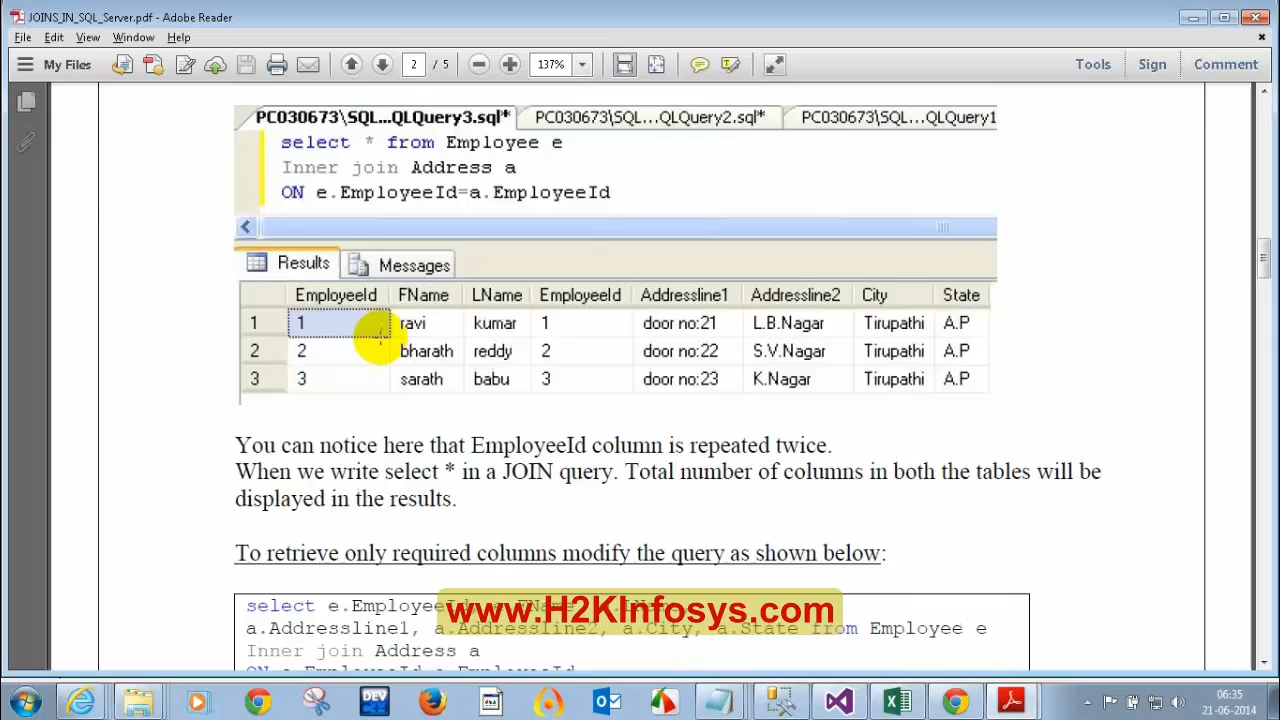 JOINS_IN_SQL_Server.pdf - Adobe Reader
File Edit View Window Help
My Files 2 / 5 137% Tools Sign Comment
PC030673\SQL...QLQuery3.sql* PC030673\SQL...QLQuery2.sql* PC030673\SQL...QLQuery1
select * from Employee e
Inner join Address a
ON e.EmployeeId=a.EmployeeId
Results Messages
EmployeeId FName LName EmployeeId Addressline1 Addressline2 City State
1 1 ravi kumar 1 door no:21 L.B.Nagar Tirupathi A.P
2 2 bharath reddy 2 door no:22 S.V.Nagar Tirupathi A.P
3 3 sarath babu 3 door no:23 K.Nagar Tirupathi A.P
You can notice here that EmployeeId column is repeated twice.
When we write select * in a JOIN query. Total number of columns in both the tables will be
displayed in the results.
To retrieve only required columns modify the query as shown below:
select e.EmployeeId
www.H2KInfosys.com
a.Addressline1, a.Addressline2, a.City, a.State from Employee e
Inner join Address a
DEV
06:35
21-06-2014